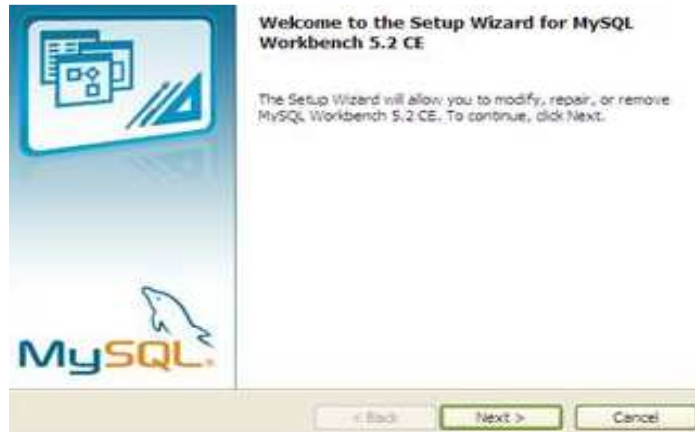 Welcome to the Setup Wizard for MySQL
Workbench 5.2 CE
The Setup Wizard will allow you to modify, repair, or remove
MySQL Workbench 5.2 CE. To continue, click Next.
MySQL.
< Back
Next >
Cancel